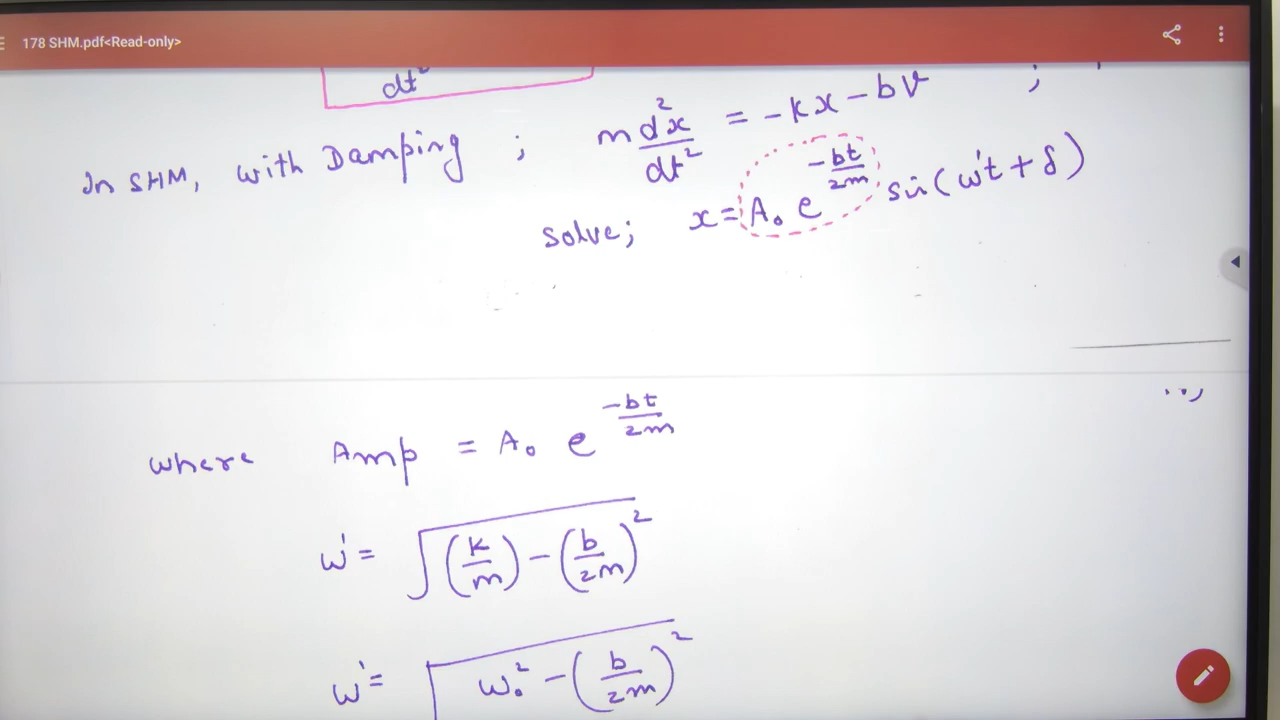 178 SHM.pdf<Read-only>
dt²
In SHM, with Damping ; m d²x/dt² = -kx - bv ;
solve; x = A₀ e^(-bt/2m) sin(ω't + δ)
where Amp = A₀ e^(-bt/2m)
ω' = √((k/m) - (b/2m)²)
ω' = √(ω₀² - (b/2m)²)